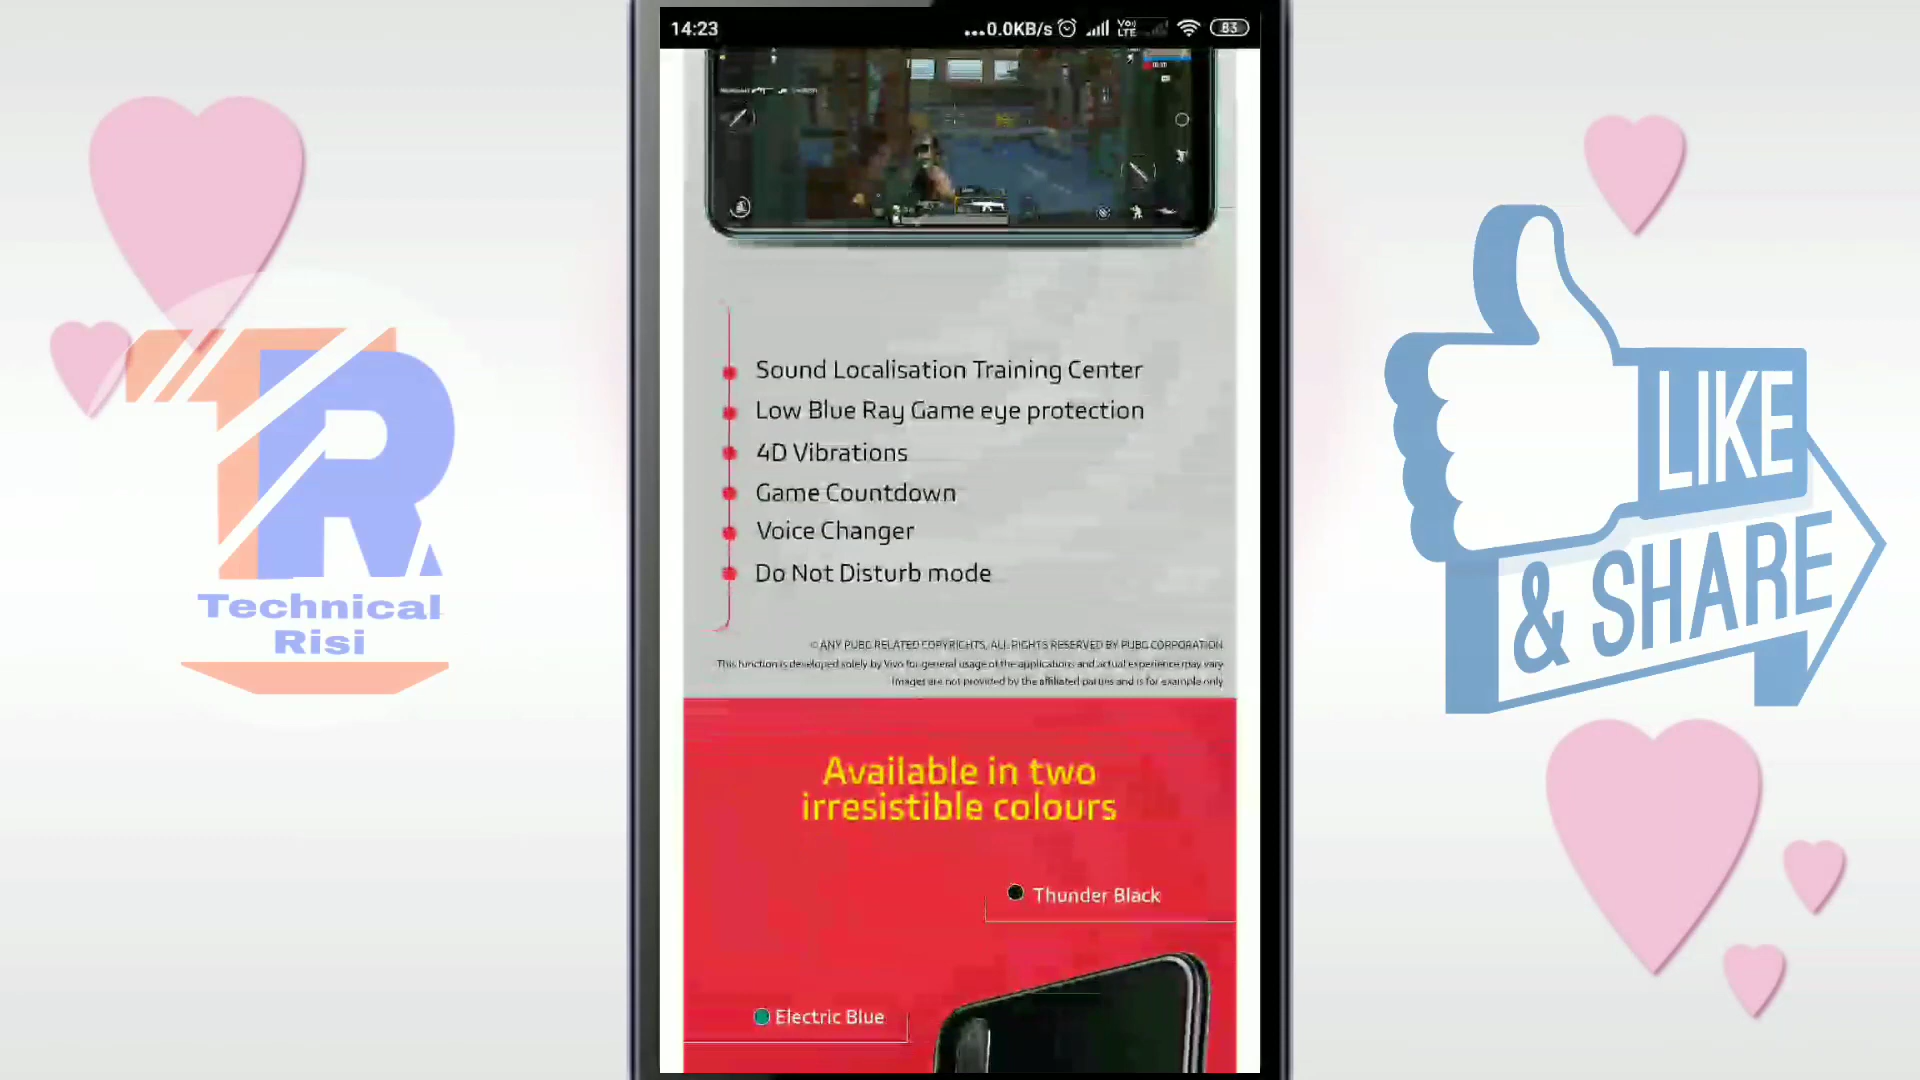 14:23
...0.0KB/s
Vo))
LTE
83
Sound Localisation Training Center
Low Blue Ray Game eye protection
4D Vibrations
Game Countdown
Voice Changer
Do Not Disturb mode
© ANY PUBG RELATED COPYRIGHTS, ALL RIGHTS RESERVED BY PUBG CORPORATION
This function is developed solely by Vivo for general usage of the applications and actual experience may vary
Images are not provided by the affiliated parties and is for example only
Available in two
irresistible colours
Thunder Black
Electric Blue
TR
Technical
Risi
LIKE
& SHARE